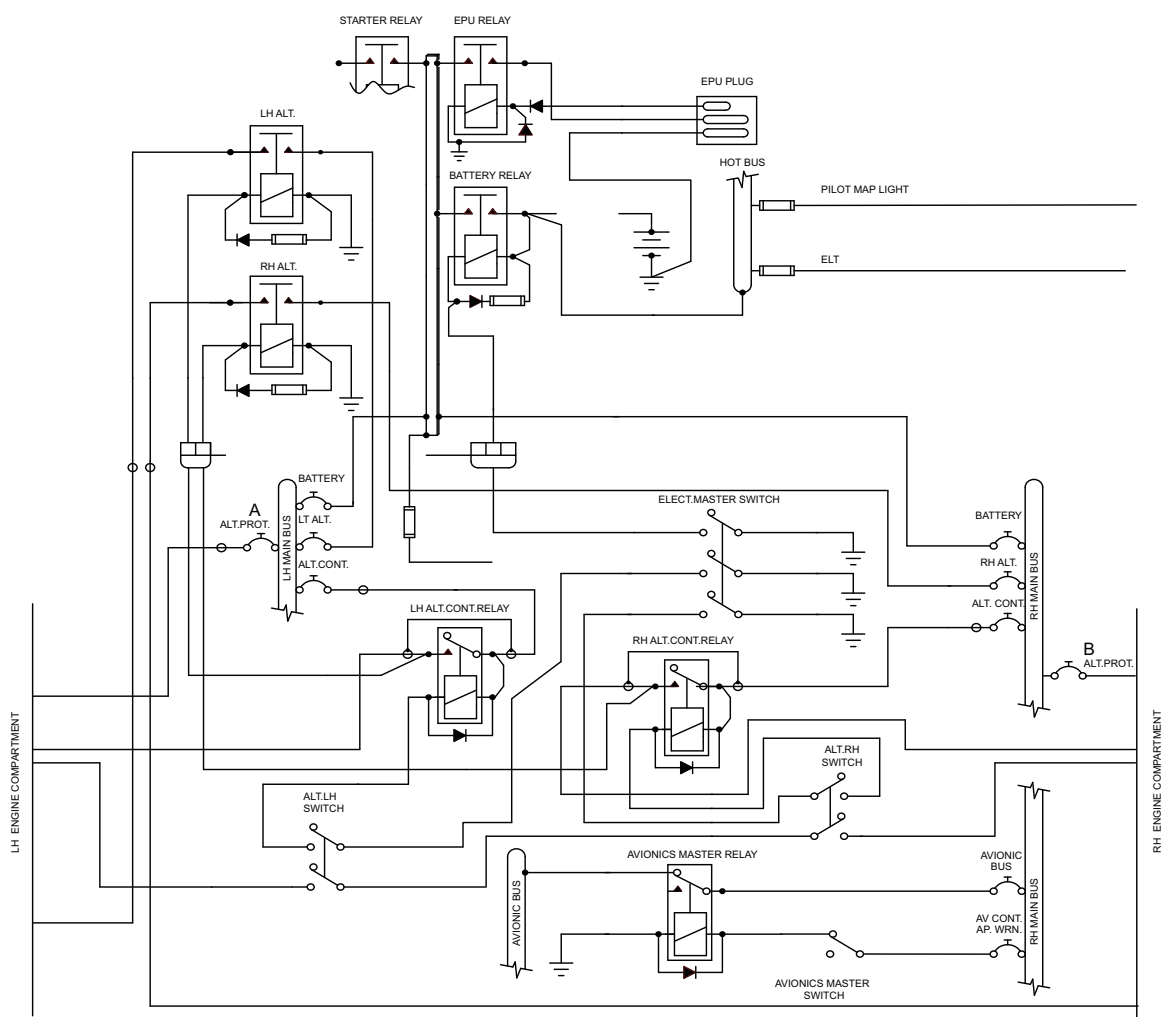 STARTER RELAY
EPU RELAY
EPU PLUG
LH ALT.
HOT BUS
BATTERY RELAY
PILOT MAP LIGHT
ELT
RH ALT.
BATTERY
A
ALT.PROT.
LT ALT.
LH MAIN BUS
ALT.CONT.
ELECT.MASTER SWITCH
BATTERY
RH ALT.
ALT. CONT.
RH MAIN BUS
LH ALT.CONT.RELAY
RH ALT.CONT.RELAY
B
ALT.PROT.
LH ENGINE COMPARTMENT
RH ENGINE COMPARTMENT
ALT.RH
SWITCH
ALT.LH
SWITCH
AVIONICS MASTER RELAY
AVIONIC
BUS
AVIONIC BUS
RH MAIN BUS
AV CONT.
AP. WRN.
AVIONICS MASTER
SWITCH